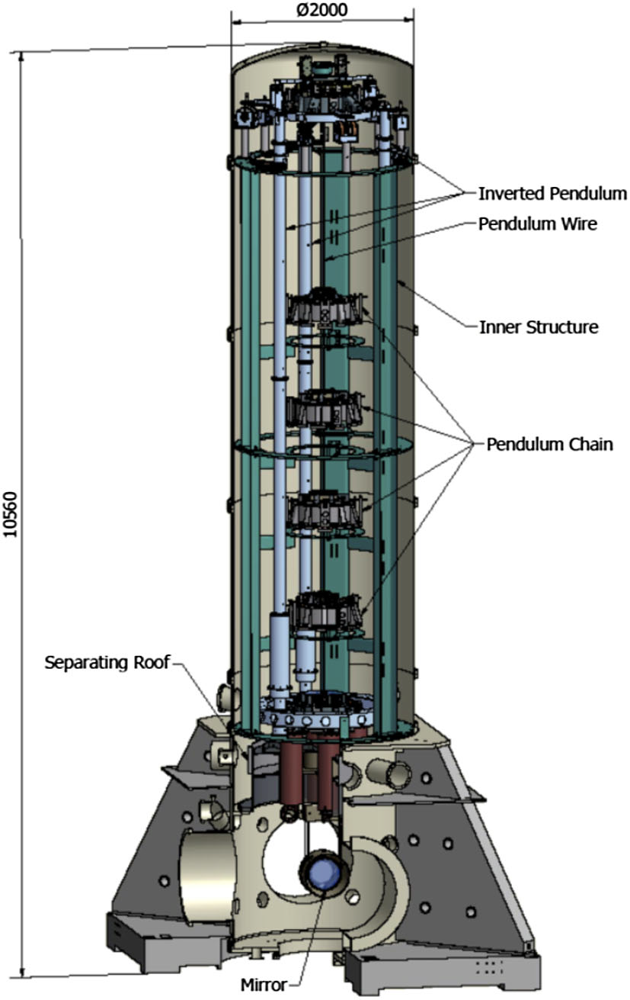 Ø2000
Inverted Pendulum
Pendulum Wire
Inner Structure
Pendulum Chain
10560
Separating Roof
Mirror